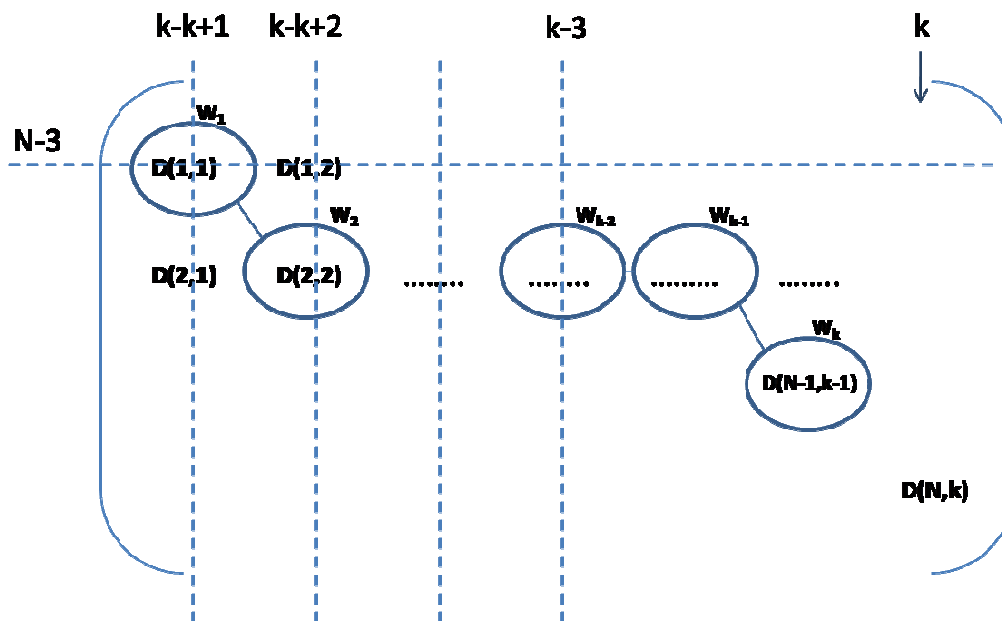 k-k+1 k-k+2 k-3 k
W₁
N-3
D(1,1) D(1,2)
W₂ Wₖ₋₂ Wₖ₋₁
D(2,1) D(2,2) ........ ........ ......... ........
Wₖ
D(N-1,k-1)
D(N,k)